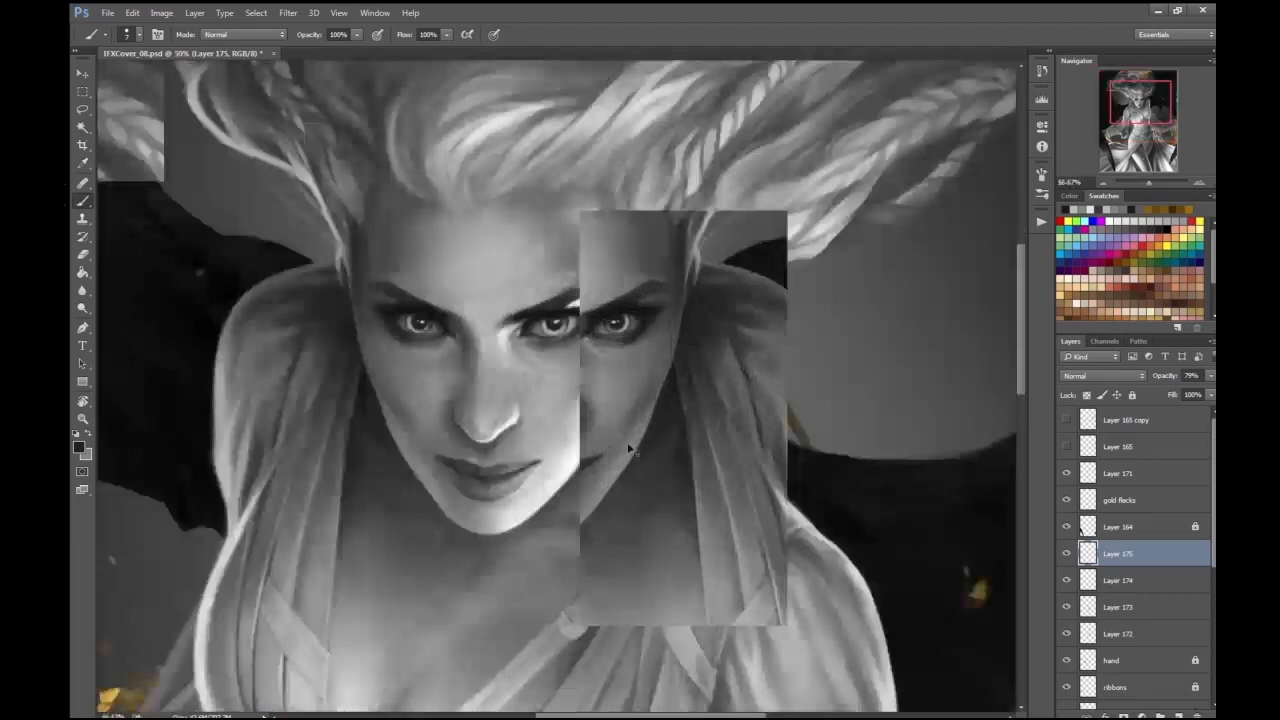 Ps File Edit Image Layer Type Select Filter 3D View Window Help
7 Mode: Normal Opacity: 100% Flow: 100% Essentials
IFXCover_08.psd @ 50% (Layer 175, RGB/8) * ×
Navigator
Color Swatches
Layers Channels Paths
Kind
Normal Opacity: 79%
Lock: Fill: 100%
Layer 165 copy
Layer 165
Layer 171
gold flecks
Layer 164
Layer 175
Layer 174
Layer 173
Layer 172
hand
ribbons